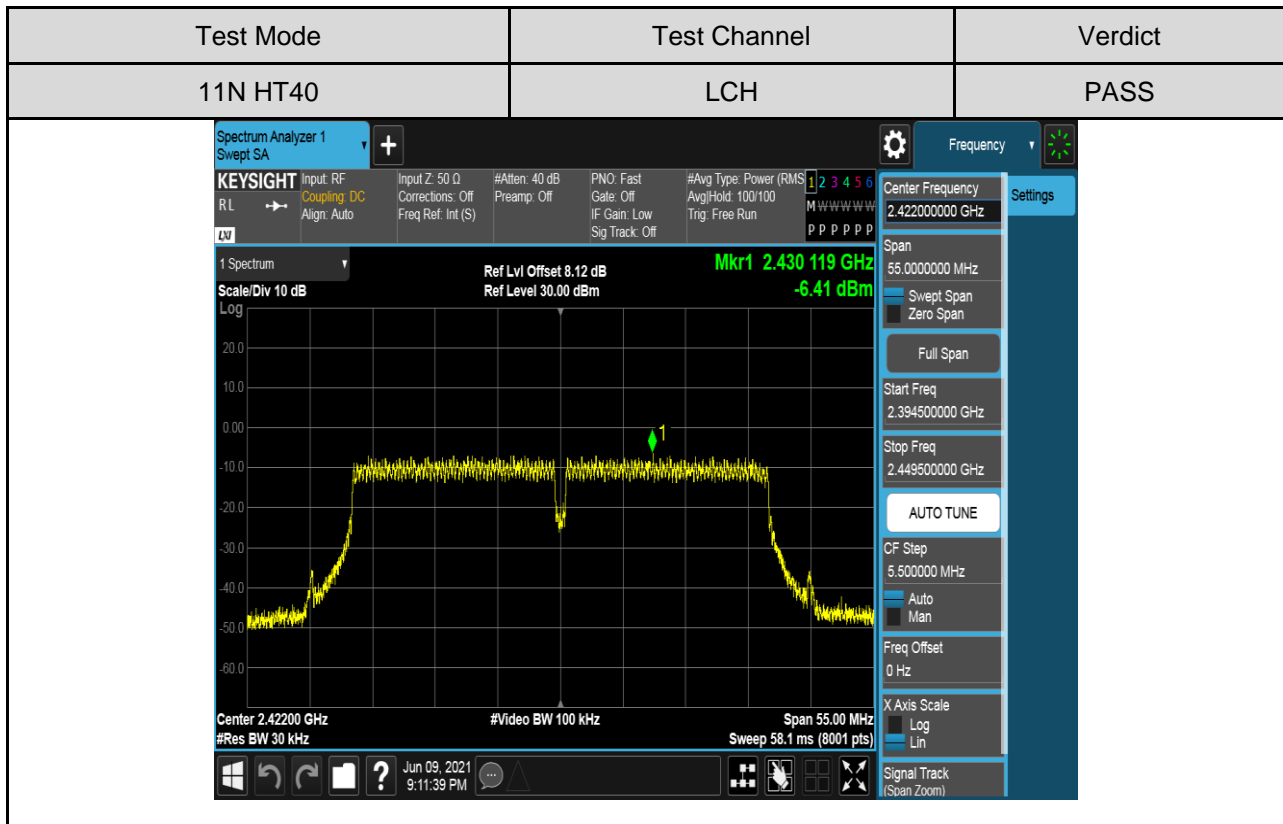 Test Mode Test Channel Verdict
11N HT40 LCH PASS
Spectrum Analyzer 1
Swept SA
+
Frequency
KEYSIGHT
RL
LXI
Input: RF
Coupling: DC
Align: Auto
Input Z: 50 Ω
Corrections: Off
Freq Ref: Int (S)
#Atten: 40 dB
Preamp: Off
PNO: Fast
Gate: Off
IF Gain: Low
Sig Track: Off
#Avg Type: Power (RMS
Avg|Hold: 100/100
Trig: Free Run
1 2 3 4 5 6
M W W W W W
P P P P P P
1 Spectrum
Scale/Div 10 dB
Ref Lvl Offset 8.12 dB
Ref Level 30.00 dBm
Mkr1 2.430 119 GHz
-6.41 dBm
Log
20.0
10.0
0.00
-10.0
-20.0
-30.0
-40.0
-50.0
-60.0
1
Center 2.42200 GHz
#Res BW 30 kHz
#Video BW 100 kHz
Span 55.00 MHz
Sweep 58.1 ms (8001 pts)
Center Frequency
2.422000000 GHz
Settings
Span
55.0000000 MHz
Swept Span
Zero Span
Full Span
Start Freq
2.394500000 GHz
Stop Freq
2.449500000 GHz
AUTO TUNE
CF Step
5.500000 MHz
Auto
Man
Freq Offset
0 Hz
X Axis Scale
Log
Lin
Signal Track
(Span Zoom)
?
Jun 09, 2021
9:11:39 PM